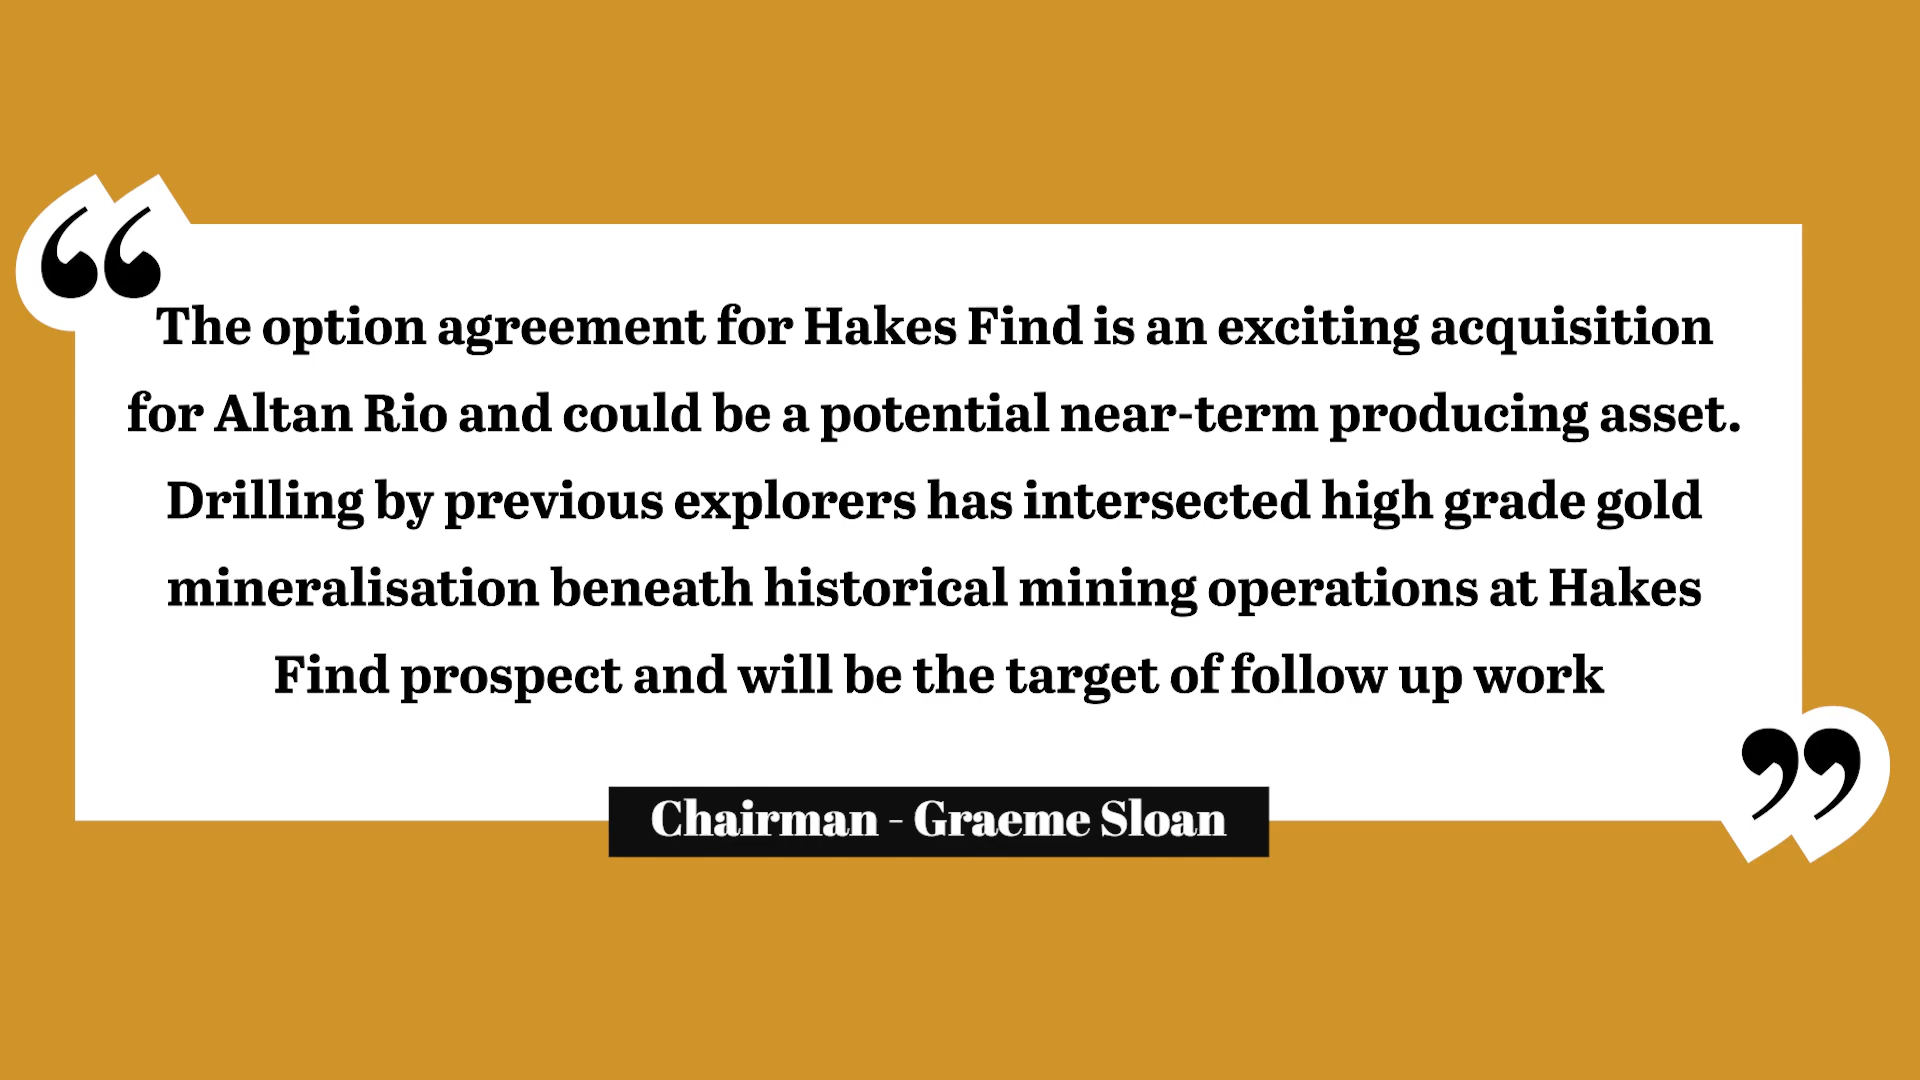 “
The option agreement for Hakes Find is an exciting acquisition
for Altan Rio and could be a potential near-term producing asset.
Drilling by previous explorers has intersected high grade gold
mineralisation beneath historical mining operations at Hakes
Find prospect and will be the target of follow up work
”
Chairman - Graeme Sloan